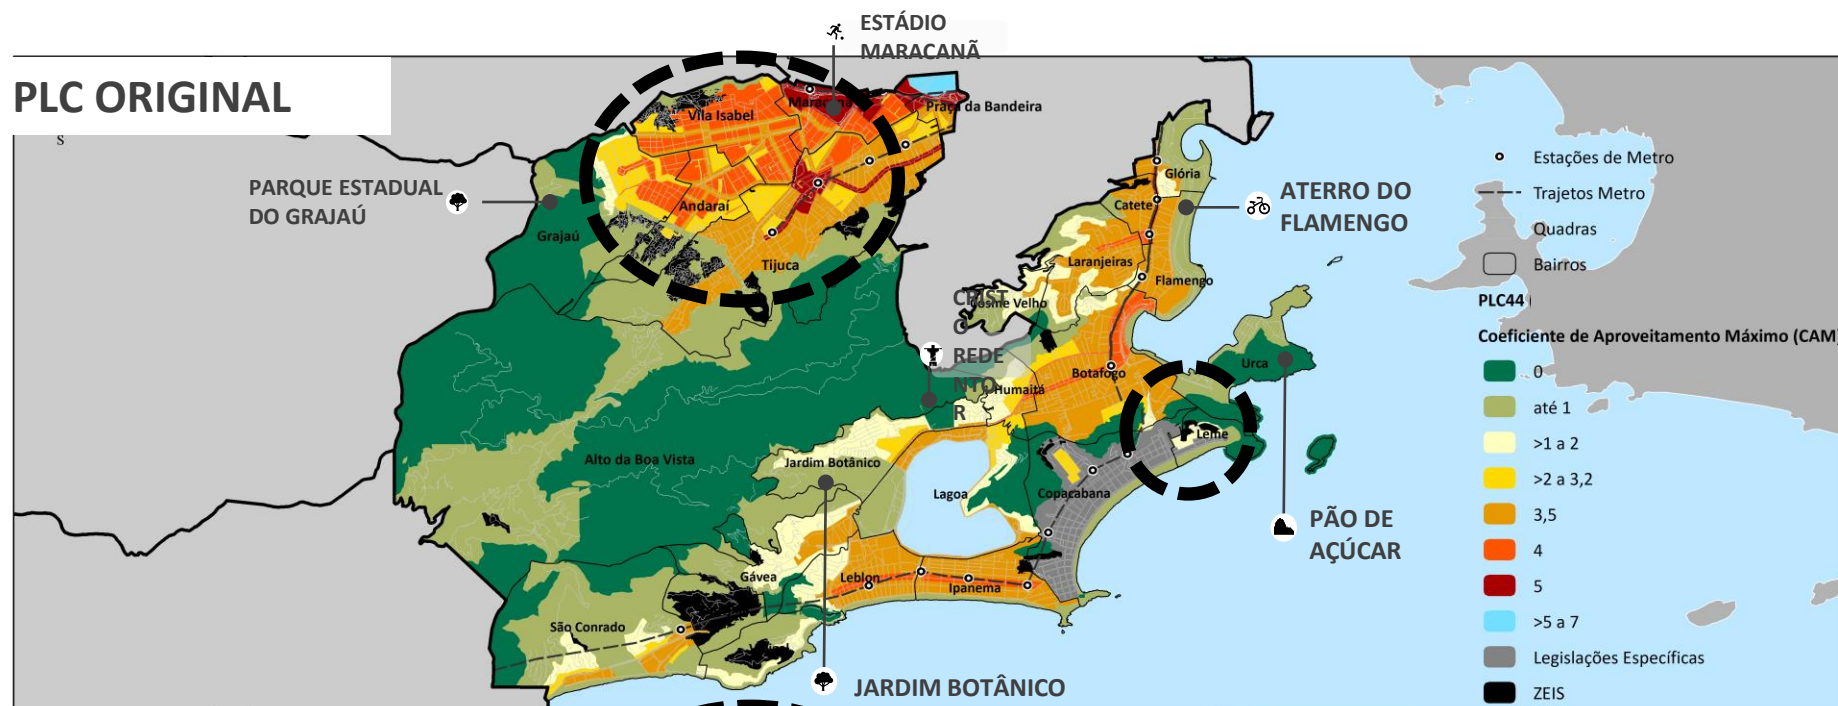 ESTÁDIO
MARACANÃ
PLC ORIGINAL
S
PARQUE ESTADUAL
DO GRAJAÚ
Vila Isabel
Praça da Bandeira
Andaraí
Grajaú
Tijuca
Glória
Catete
Laranjeiras
Flamengo
Cosme Velho
ATERRO DO
FLAMENGO
CRIST
O
REDE
NTO
R
Humaitá
Botafogo
Urca
Leme
Alto da Boa Vista
Jardim Botânico
Lagoa
Copacabana
PÃO DE
AÇÚCAR
Gávea
Leblon
Ipanema
São Conrado
JARDIM BOTÂNICO
Estações de Metro
Trajetos Metro
Quadras
Bairros
PLC44
Coeficiente de Aproveitamento Máximo (CAM)
0
até 1
>1 a 2
>2 a 3,2
3,5
4
5
>5 a 7
Legislações Específicas
ZEIS